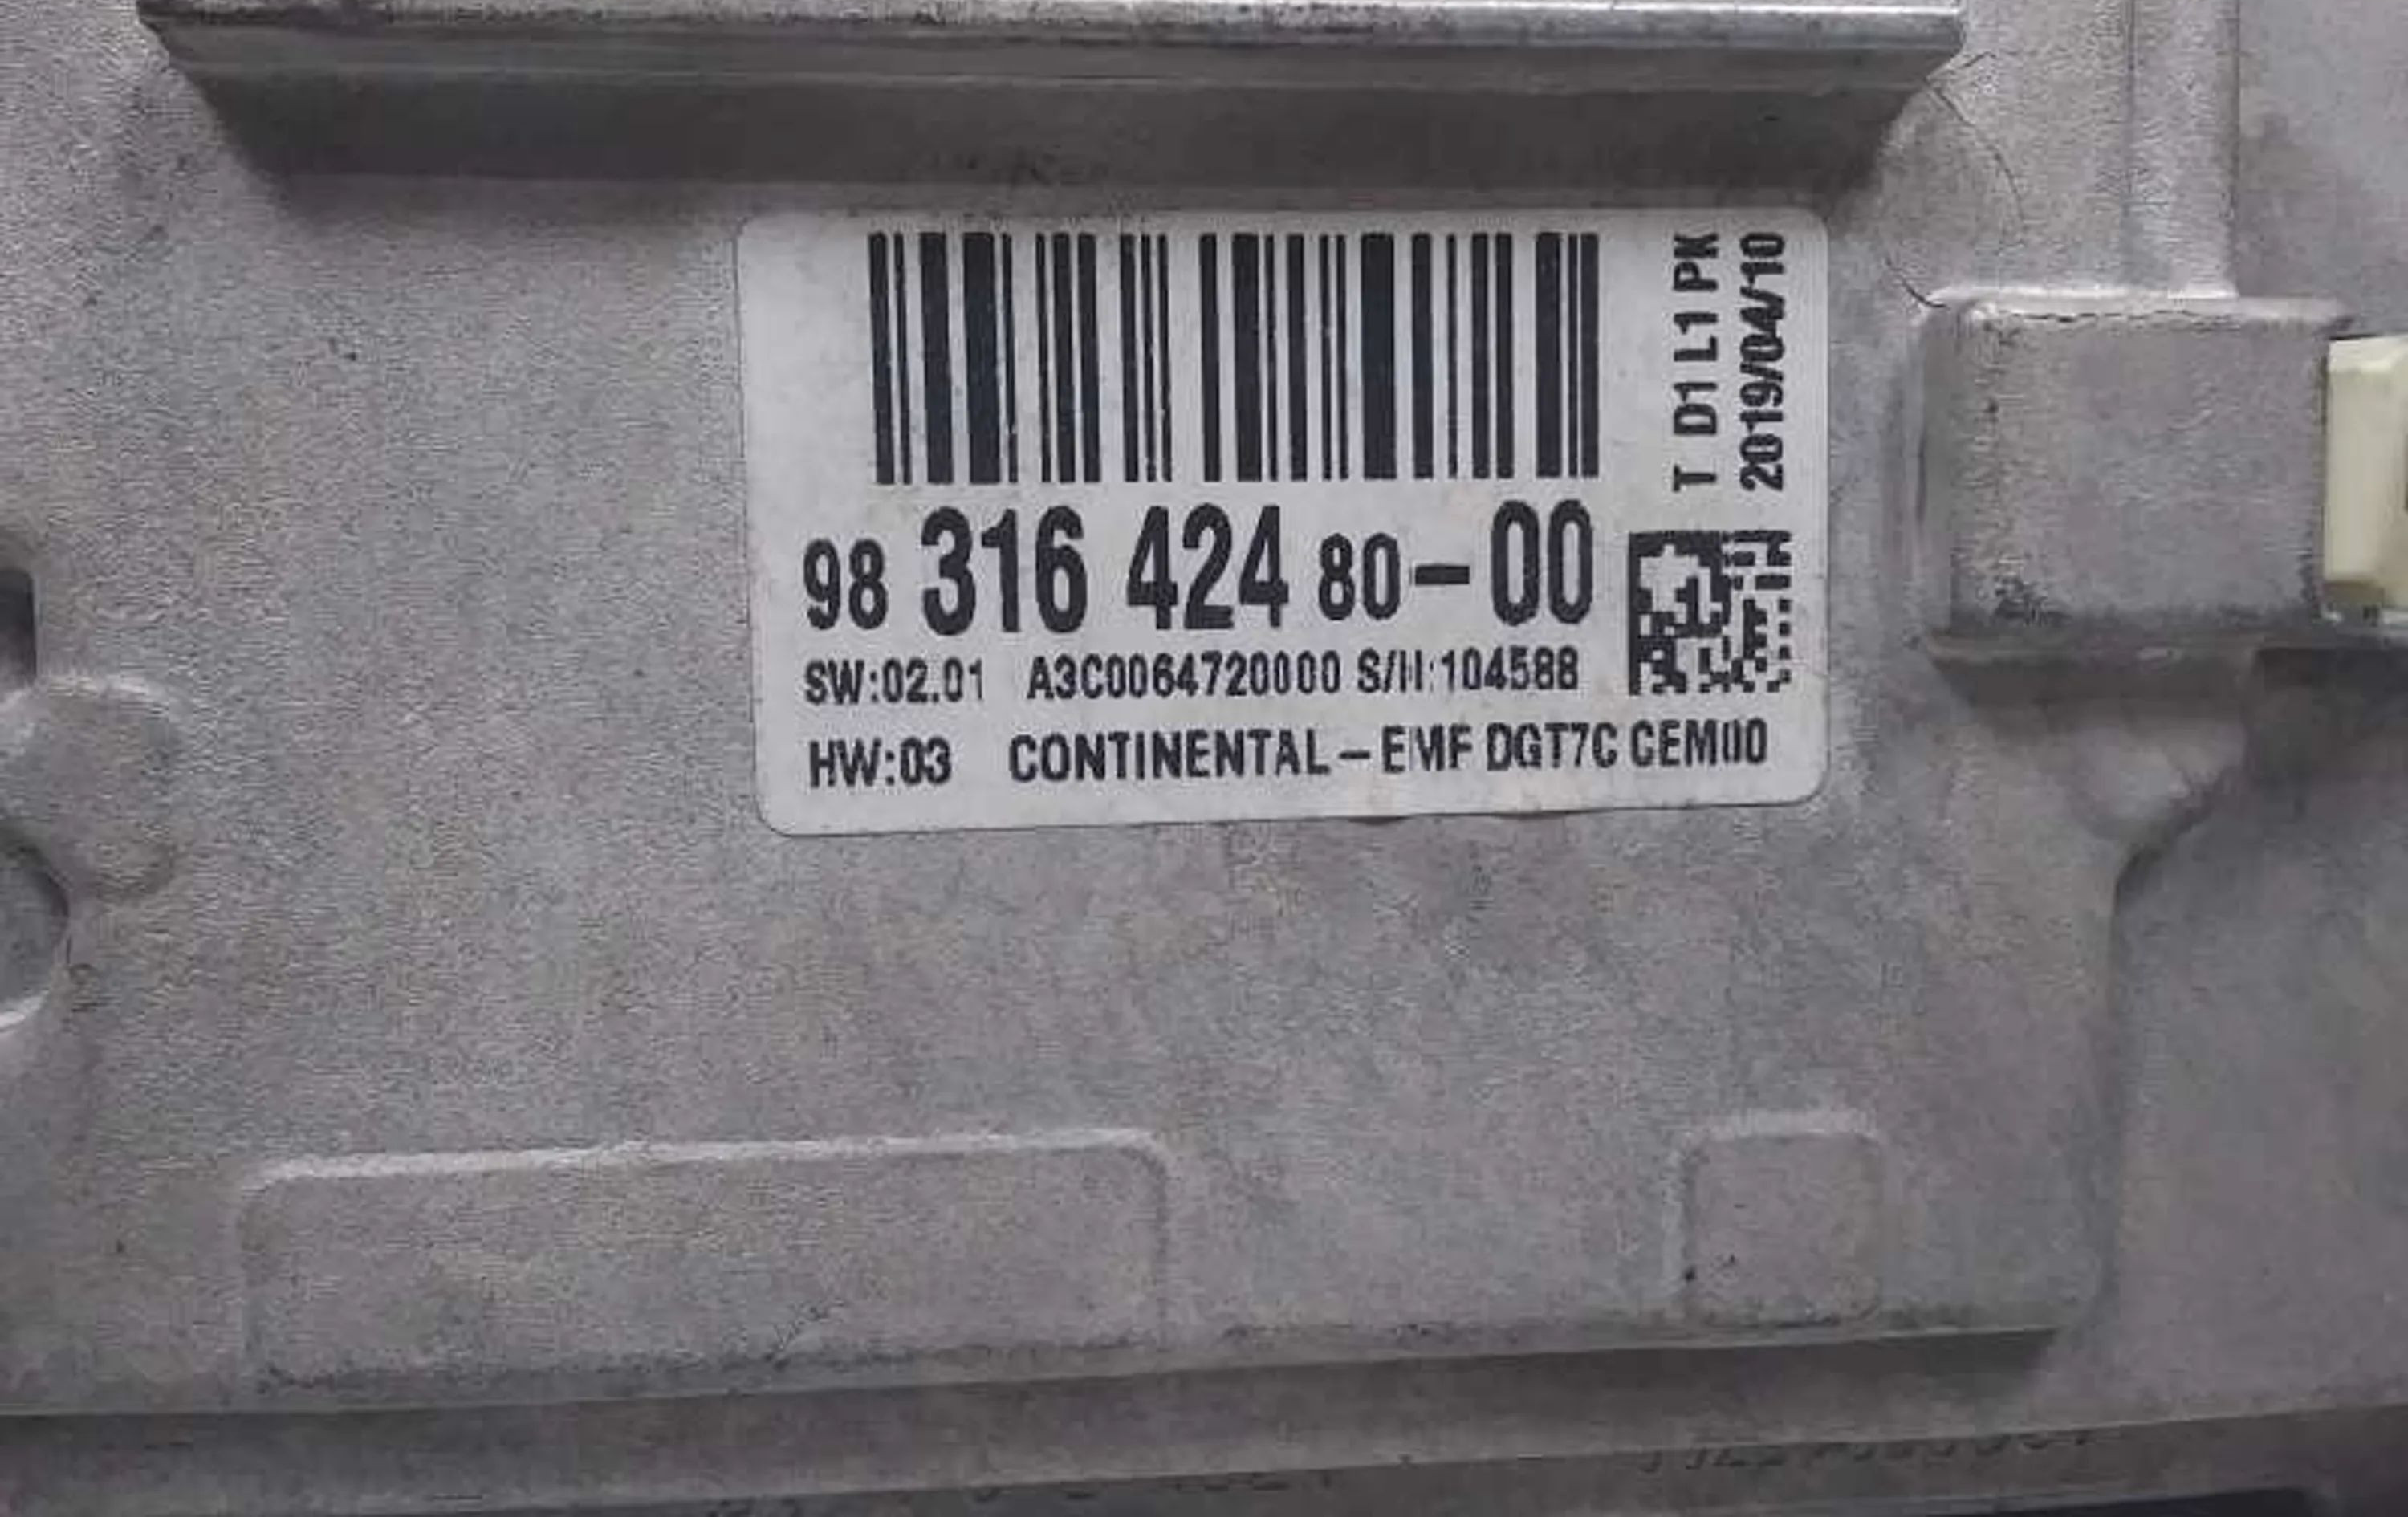 T D1 L1 PK
2019/04/10
98 316 424 80-00
SW:02.01 A3C0064720000 S/N:104588
HW:03 CONTINENTAL-EMF DGT7C CEM00